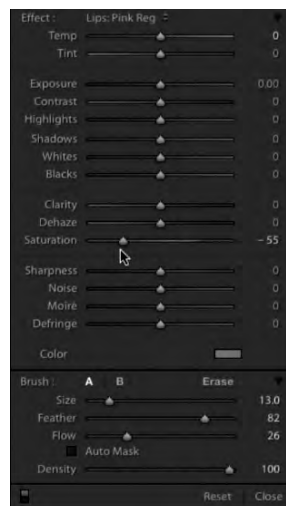 Effect : Lips: Pink Reg
Temp 0
Tint 0
Exposure 0.00
Contrast 0
Highlights 0
Shadows 0
Whites 0
Blacks 0
Clarity 0
Dehaze 0
Saturation – 55
Sharpness 0
Noise 0
Moiré 0
Defringe 0
Color
Brush : A B Erase
Size 13.0
Feather 82
Flow 26
Auto Mask
Density 100
Reset Close